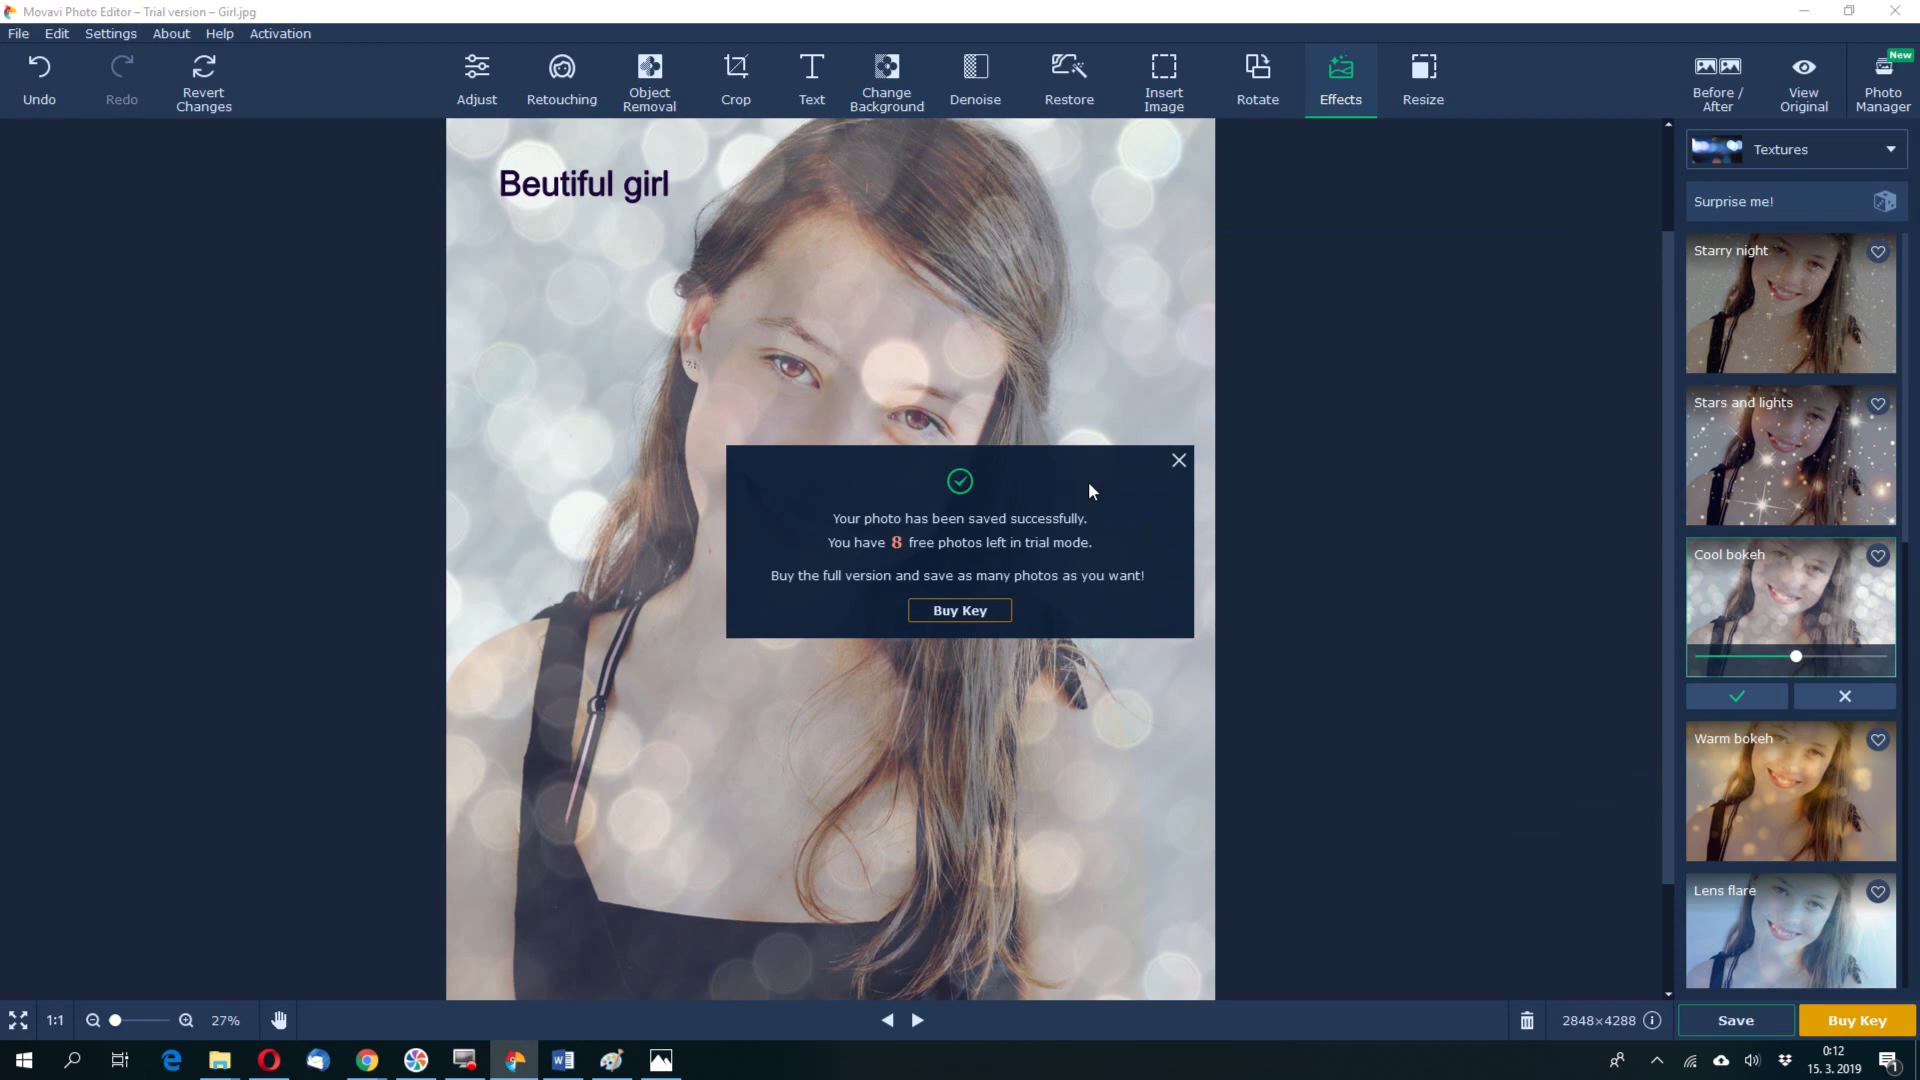 Movavi Photo Editor – Trial version – Girl.jpg
File Edit Settings About Help Activation
Undo
Redo
Revert
Changes
Adjust
Retouching
Object
Removal
Crop
Text
Change
Background
Denoise
Restore
Insert
Image
Rotate
Effects
Resize
Before /
After
View
Original
New
Photo
Manager
Textures
Surprise me!
Beutiful girl
Starry night
Stars and lights
Cool bokeh
Warm bokeh
Lens flare
Your photo has been saved successfully.
You have 8 free photos left in trial mode.
Buy the full version and save as many photos as you want!
Buy Key
1:1
27%
2848×4288
Save
Buy Key
0:12
15. 3. 2019
1